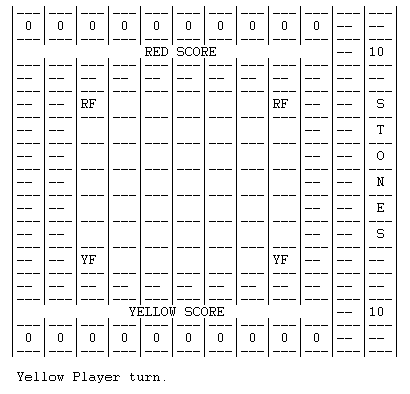 0 0 0 0 0 0 0 0 0 0 -- --
RED SCORE -- 10
-- -- -- -- -- -- -- -- -- -- -- --
-- -- RF RF -- -- S
-- -- -- -- T
-- -- -- -- O
-- -- -- -- N
-- -- -- -- E
-- -- -- -- S
-- -- YF YF -- -- --
-- -- -- -- -- -- -- -- -- -- -- --
YELLOW SCORE -- 10
0 0 0 0 0 0 0 0 0 0 -- --
Yellow Player turn.